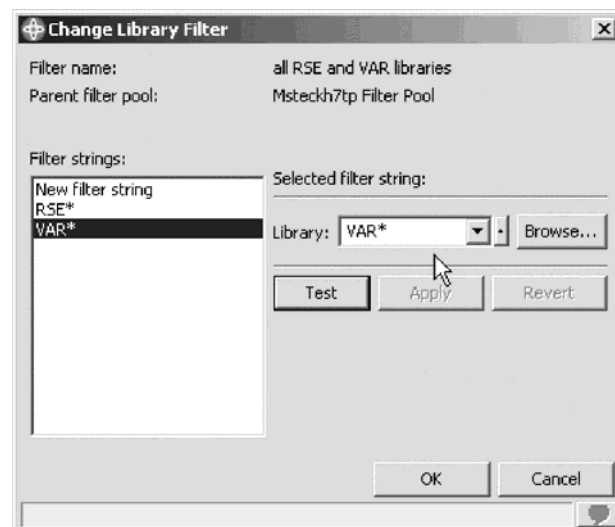 Change Library Filter
Filter name: all RSE and VAR libraries
Parent filter pool: Msteckh7tp Filter Pool
Filter strings:
New filter string
RSE*
VAR*
Selected filter string:
Library: VAR* Browse...
Test Apply Revert
OK Cancel